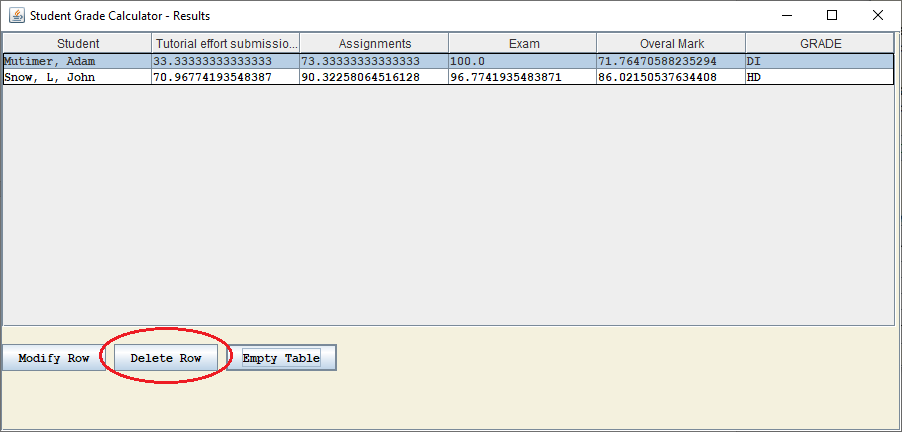 Student Grade Calculator - Results
Student Tutorial effort submissio... Assignments Exam Overal Mark GRADE
Mutimer, Adam 33.33333333333333 73.33333333333333 100.0 71.76470588235294 DI
Snow, L, John 70.96774193548387 90.32258064516128 96.7741935483871 86.02150537634408 HD
Modify Row Delete Row Empty Table